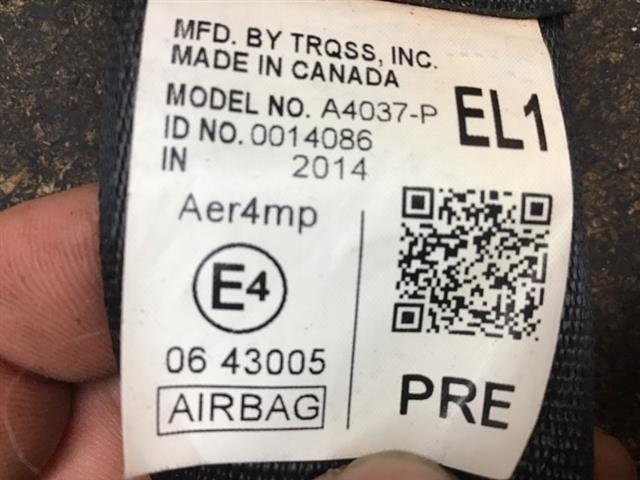 MFD. BY TRQSS, INC.
MADE IN CANADA
MODEL NO. A4037-P
EL1
ID NO. 0014086
IN 2014
Aer4mp
E4
06 43005
AIRBAG
PRE